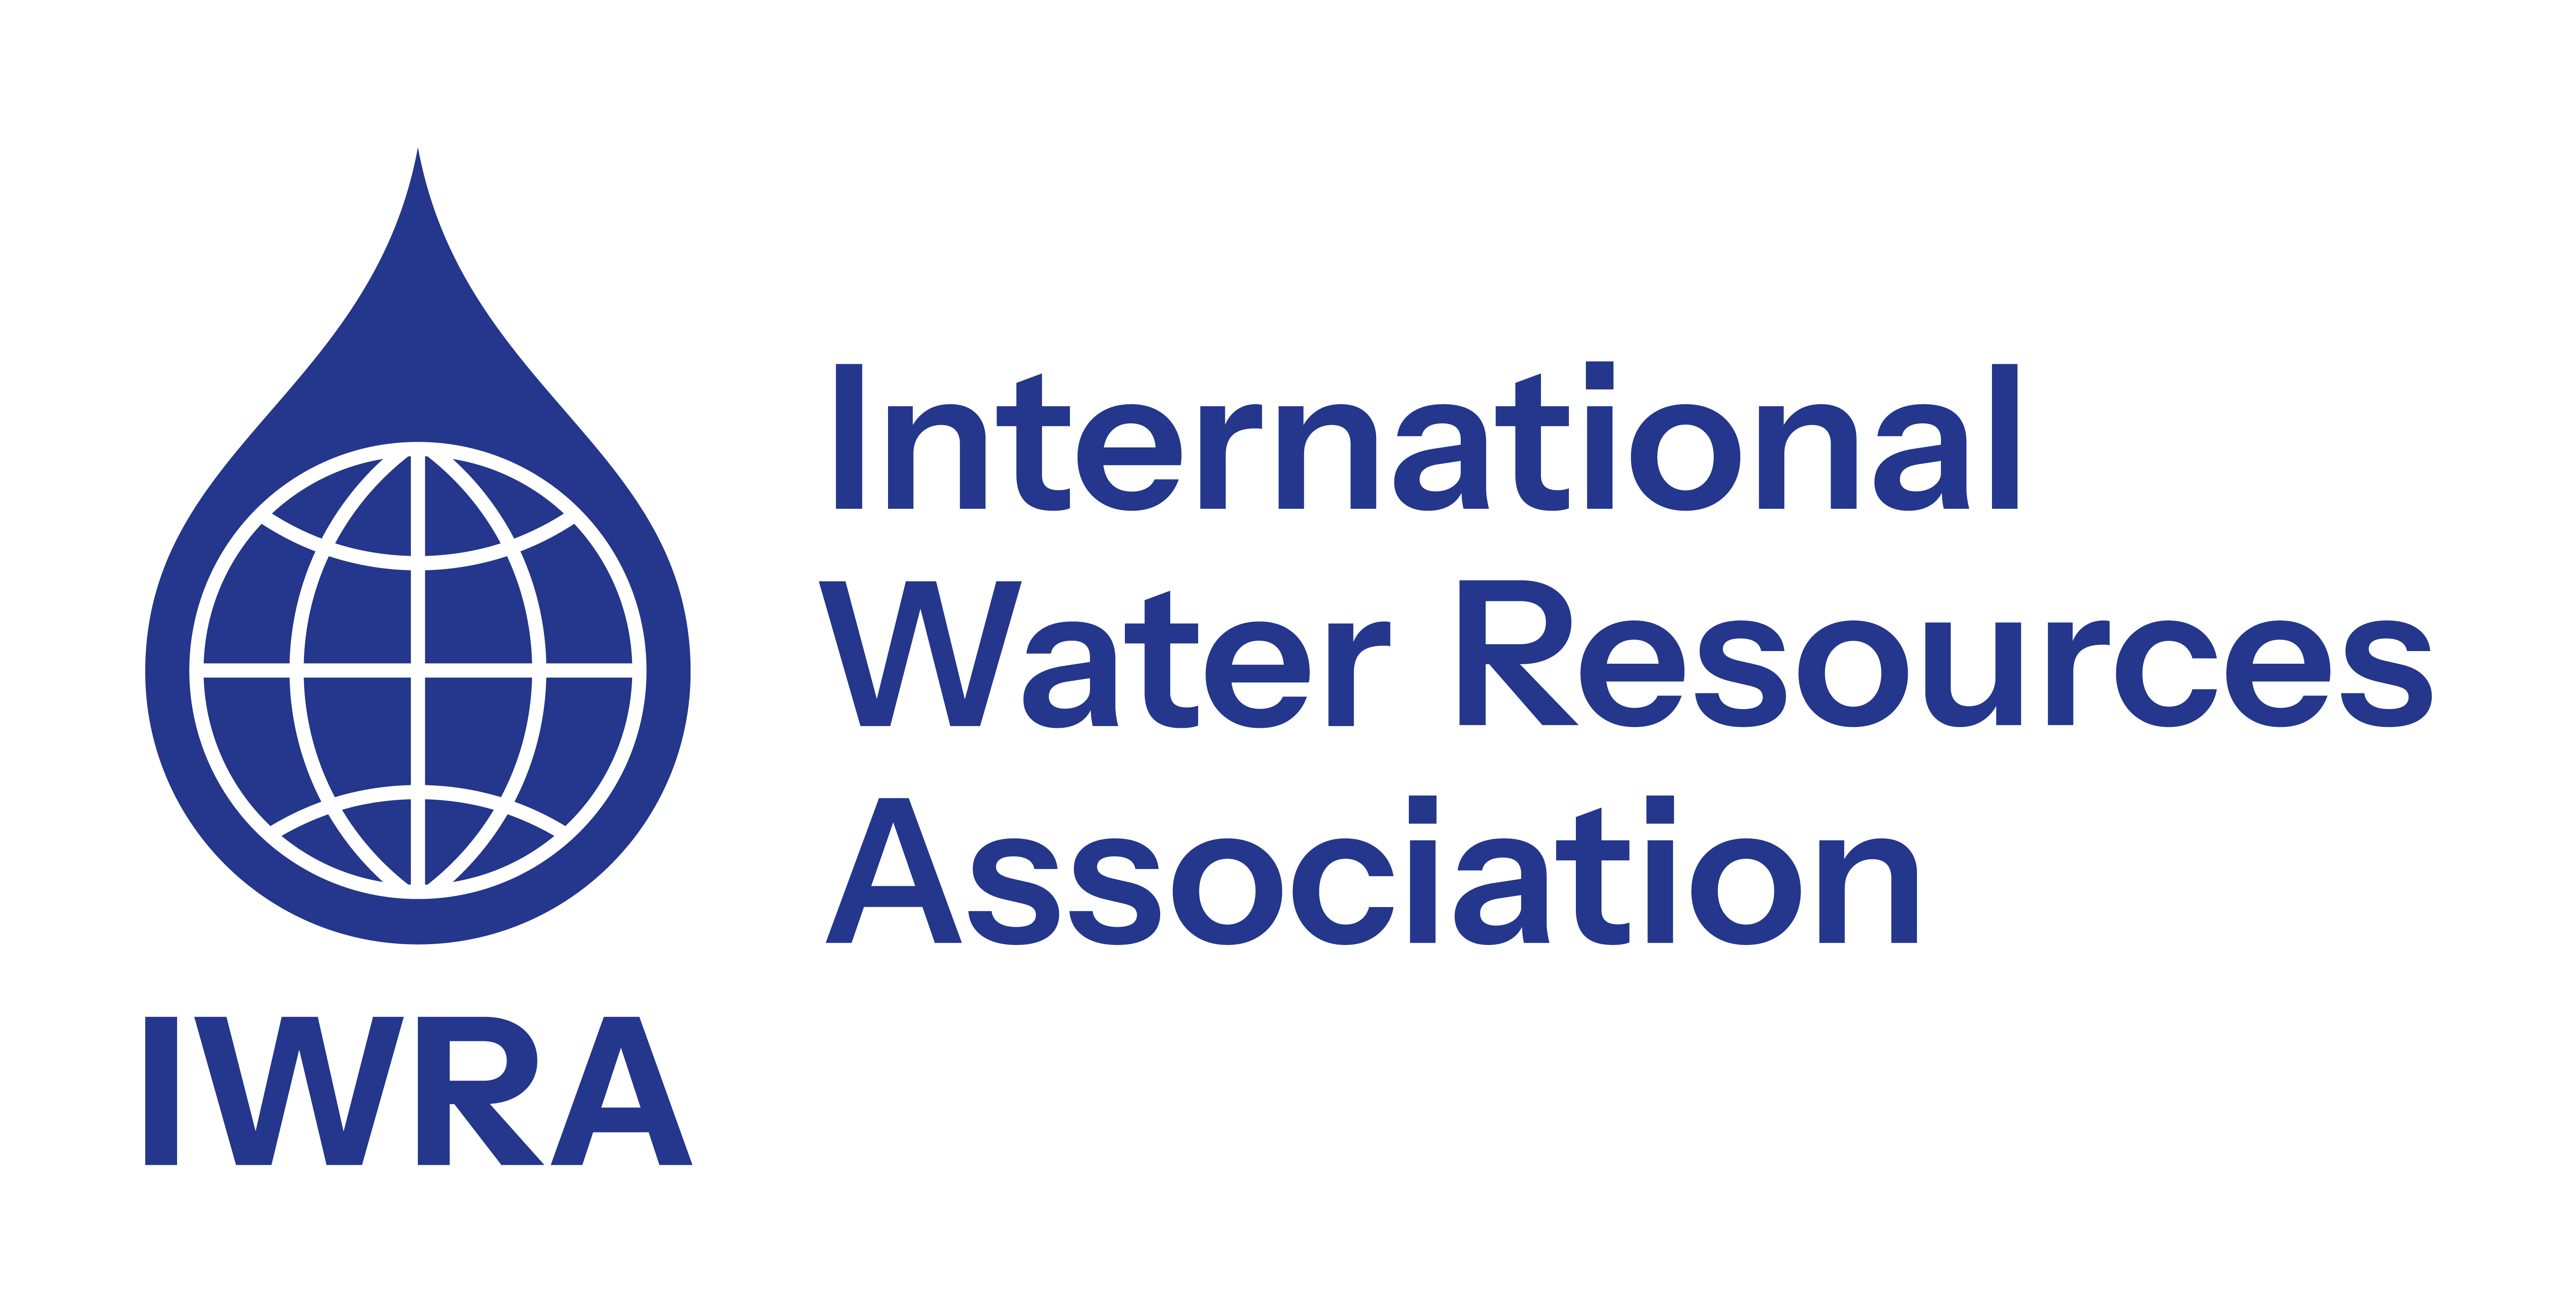 International
Water Resources
Association
IWRA